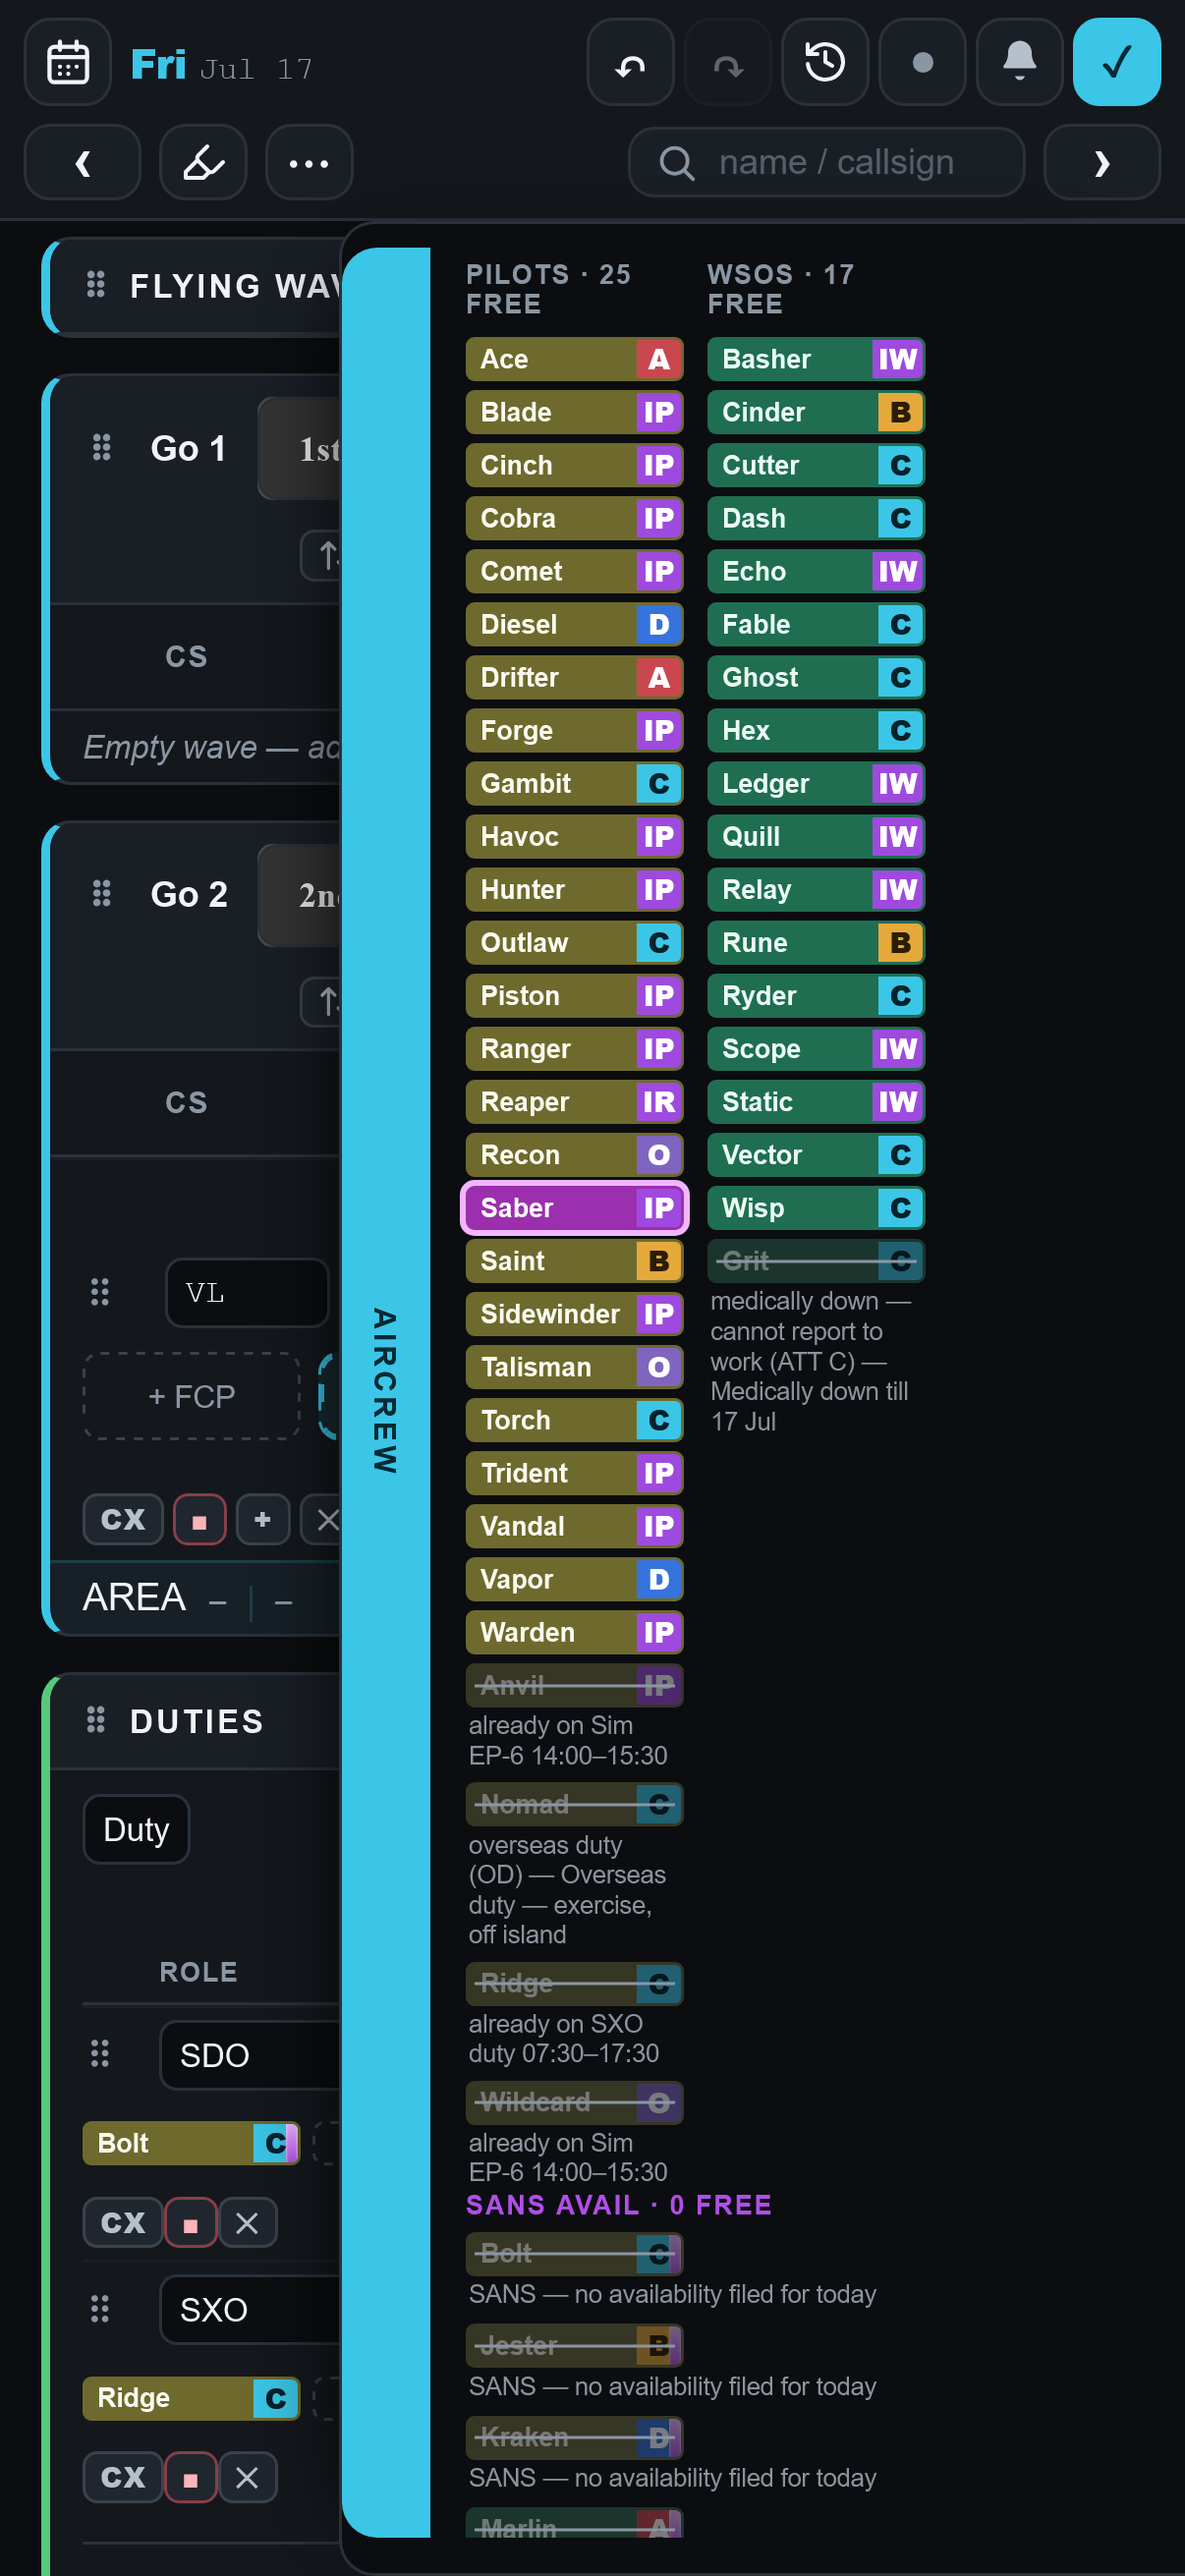 Fri Jul 17
name / callsign
FLYING WAV
Go 1
1st
CS
Empty wave — ad
Go 2
2n
CS
VL
+ FCP
CX
+
AREA – | –
DUTIES
Duty
ROLE
SDO
Bolt C
CX
SXO
Ridge C
CX
AIRCREW
PILOTS · 25
FREE
Ace A
Blade IP
Cinch IP
Cobra IP
Comet IP
Diesel D
Drifter A
Forge IP
Gambit C
Havoc IP
Hunter IP
Outlaw C
Piston IP
Ranger IP
Reaper IR
Recon O
Saber IP
Saint B
Sidewinder IP
Talisman O
Torch C
Trident IP
Vandal IP
Vapor D
Warden IP
Anvil IP
already on Sim
EP-6 14:00–15:30
Nomad C
overseas duty
(OD) — Overseas
duty — exercise,
off island
Ridge C
already on SXO
duty 07:30–17:30
Wildcard O
already on Sim
EP-6 14:00–15:30
WSOS · 17
FREE
Basher IW
Cinder B
Cutter C
Dash C
Echo IW
Fable C
Ghost C
Hex C
Ledger IW
Quill IW
Relay IW
Rune B
Ryder C
Scope IW
Static IW
Vector C
Wisp C
Grit C
medically down —
cannot report to
work (ATT C) —
Medically down till
17 Jul
SANS AVAIL · 0 FREE
Bolt C
SANS — no availability filed for today
Jester B
SANS — no availability filed for today
Kraken D
SANS — no availability filed for today
Marlin A